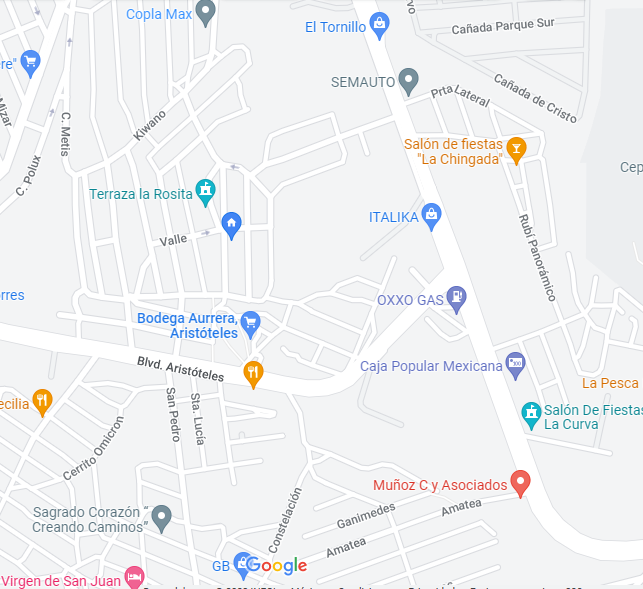 Copla Max
El Tornillo
Cañada Parque Sur
ere"
SEMAUTO
Prta Lateral
Cañada de Cristo
Mizar
C. Metis
Kiwano
C. Polux
Salón de fiestas
"La Chingada"
Cep
Terraza la Rosita
ITALIKA
Rubí Panorámico
Valle
orres
OXXO GAS
Bodega Aurrera,
Aristóteles
Blvd. Aristóteles
Caja Popular Mexicana
La Pesca
ecilia
San Pedro
Sta. Lucía
Salón De Fiestas
La Curva
Cerrito Omicron
Muñoz C y Asociados
Sagrado Corazón “
Creando Caminos”
Constelación
Ganimedes
Amatea
Amatea
GB
Google
Virgen de San Juan